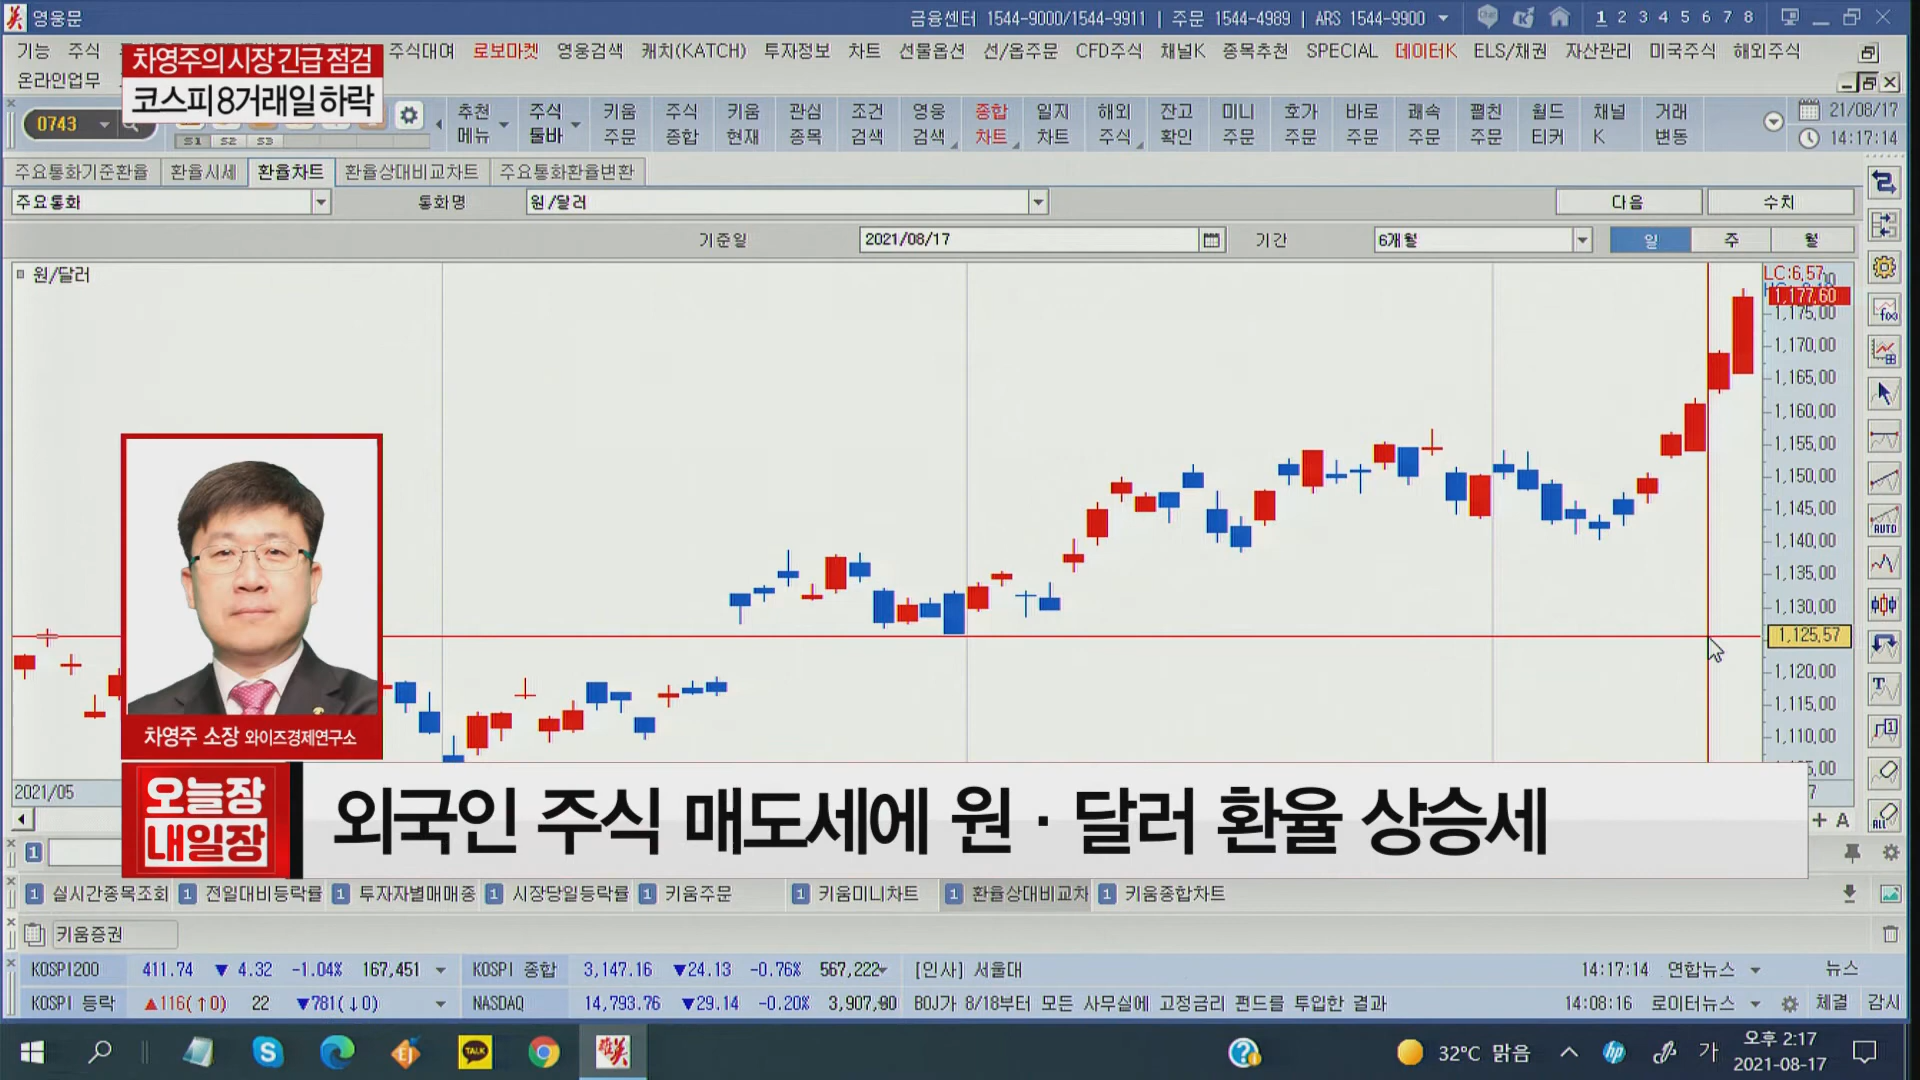 영웅문
금융센터 1544-9000/1544-9911 | 주문 1544-4989 | ARS 1544-9900
1 2 3 4 5 6 7 8
기능 주식 주식대여 로보마켓 영웅검색 캐치(KATCH) 투자정보 차트 선물옵션 선/옵주문 CFD주식 채널K 종목추천 SPECIAL 데이터K ELS/채권 자산관리 미국주식 해외주식
온라인업무
차영주의 시장 긴급 점검
코스피 8거래일 하락
0743
S1 S2 S3
추천 메뉴
주식 툴바
키움 주문
주식 종합
키움 현재
관심 종목
조건 검색
영웅 검색
종합 차트
일지 차트
해외 주식
잔고 확인
미니 주문
호가 주문
바로 주문
쾌속 주문
펼친 주문
월드 티커
채널 K
거래 변동
21/08/17
14:17:14
주요통화기준환율 환율시세 환율차트 환율상대비교차트 주요통화환율변환
주요통화 통화명 원/달러 다음 수치
기준일 2021/08/17 기간 6개월 일 주 월
원/달러
LC:6,57
1,177.60
1,175.00
1,170.00
1,165.00
1,160.00
1,155.00
1,150.00
1,145.00
1,140.00
1,135.00
1,130.00
1,125.57
1,120.00
1,115.00
1,110.00
2021/05
차영주 소장 와이즈경제연구소
오늘장
내일장
외국인 주식 매도세에 원·달러 환율 상승세
+ A
1
1 실시간종목조회 1 전일대비등락률 1 투자자별매매종 1 시장당일등락률 1 키움주문 1 키움미니차트 1 환율상대비교차 1 키움종합차트
키움증권
KOSPI200 411.74 ▼ 4.32 -1.04% 167,451 KOSPI 종합 3,147.16 ▼24.13 -0.76% 567,222 [인사] 서울대 14:17:14 연합뉴스 뉴스
KOSPI 등락 ▲116(↑0) 22 ▼781(↓0) NASDAQ 14,793.76 ▼29.14 -0.20% 3,907,90 BOJ가 8/18부터 모든 사무실에 고정금리 펀드를 투입한 결과 14:08:16 로이터뉴스 체결 감시
TALK
32°C 맑음
가
오후 2:17
2021-08-17